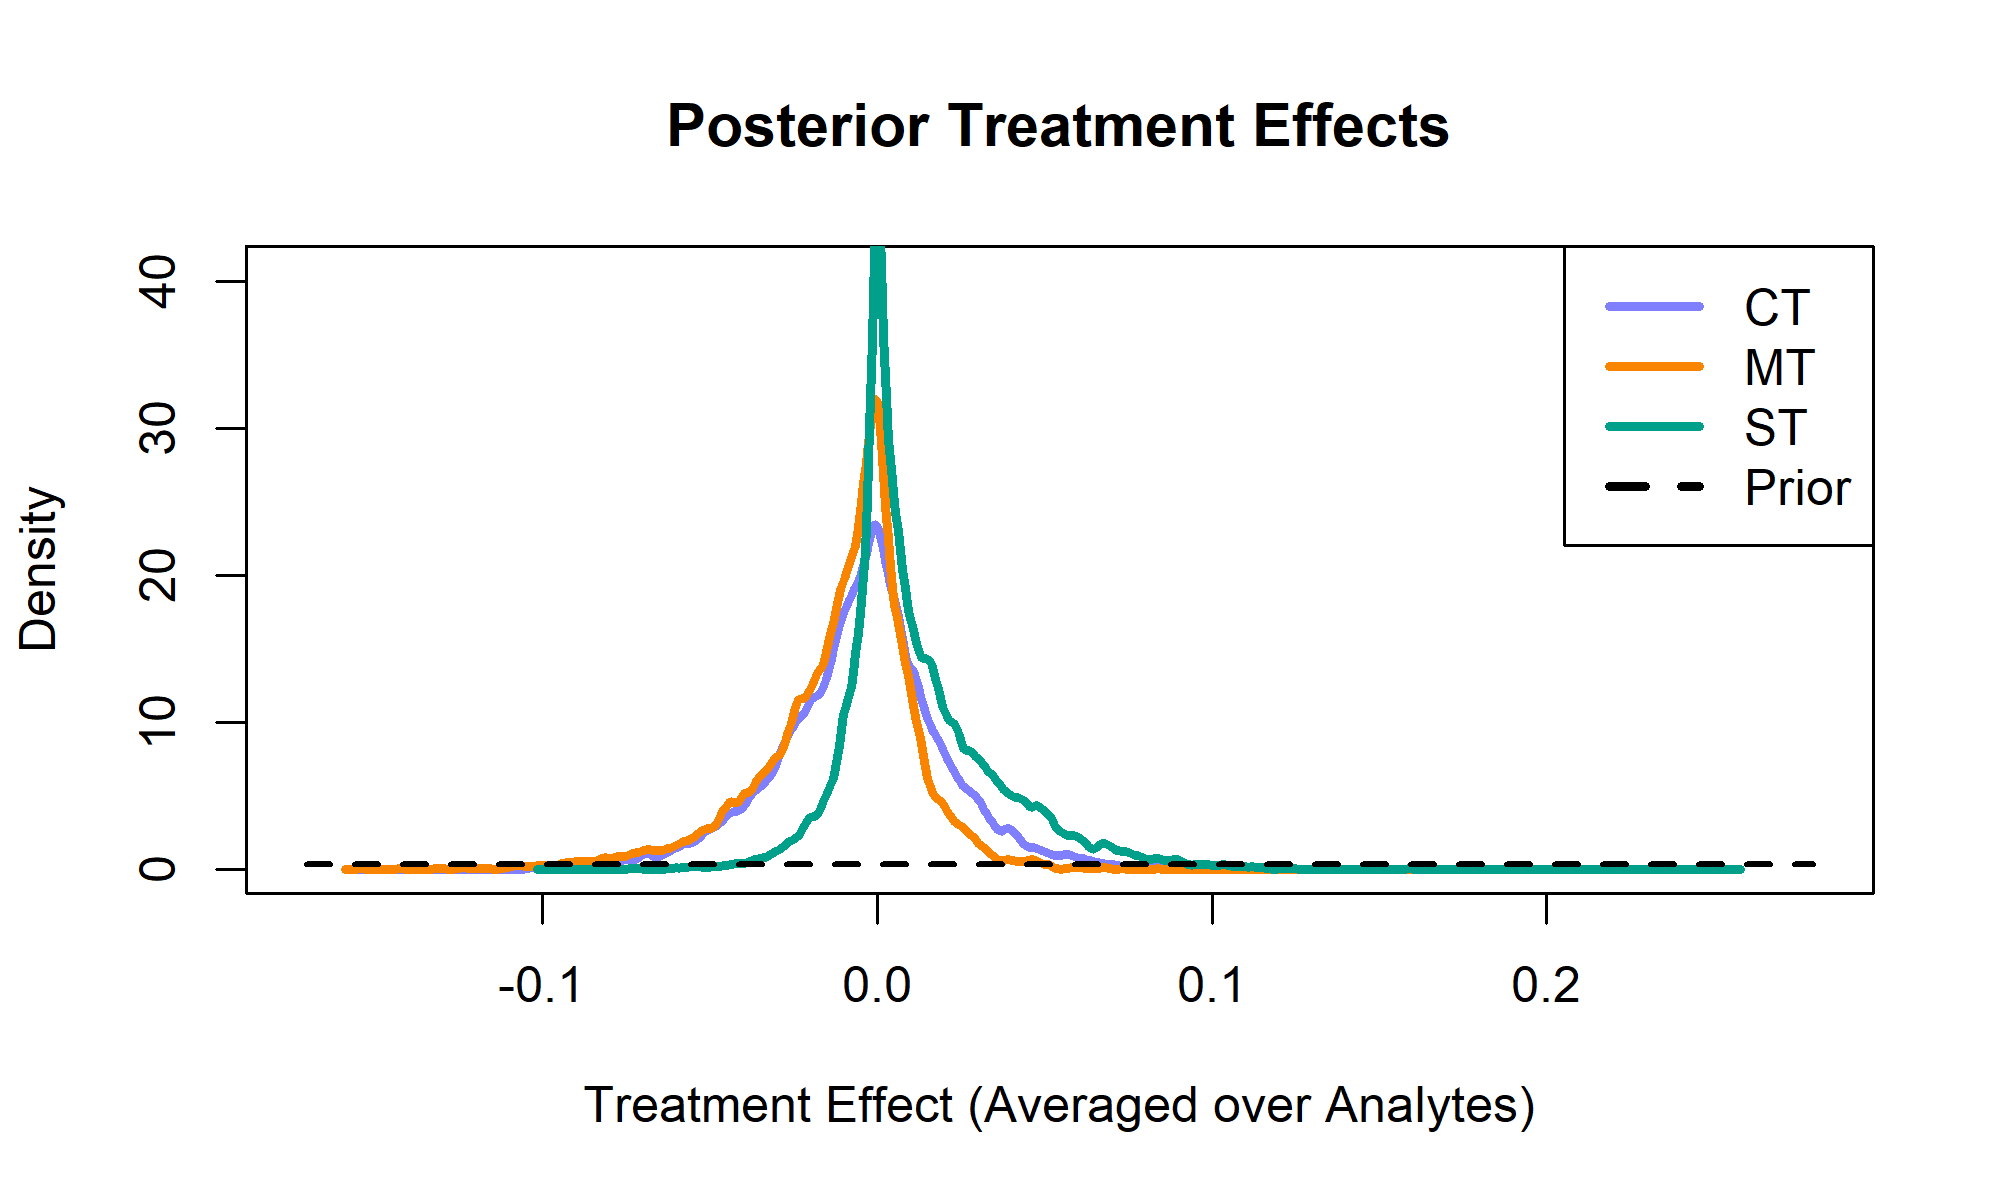 Posterior Treatment Effects
CT
MT
ST
Prior
Density
40
30
20
10
0
-0.1
0.0
0.1
0.2
Treatment Effect (Averaged over Analytes)